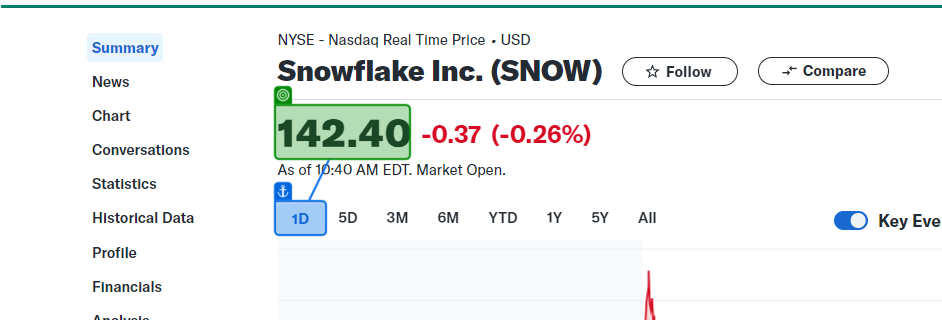 NYSE - Nasdaq Real Time Price • USD
Snowflake Inc. (SNOW)
Follow
Compare
142.40 -0.37 (-0.26%)
As of 10:40 AM EDT. Market Open.
1D 5D 3M 6M YTD 1Y 5Y All
Key Eve
Summary
News
Chart
Conversations
Statistics
Historical Data
Profile
Financials
Analysis